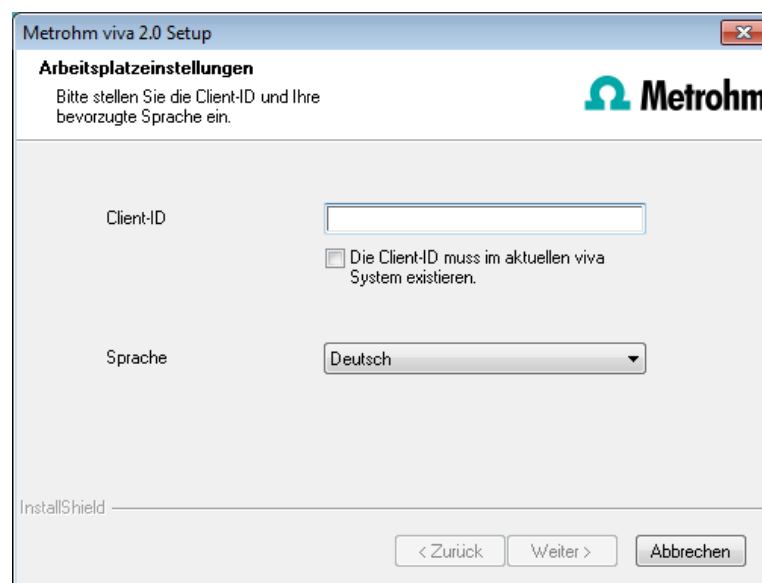 Metrohm viva 2.0 Setup
Arbeitsplatzeinstellungen
Bitte stellen Sie die Client-ID und Ihre
bevorzugte Sprache ein.
Metrohm
Client-ID
Die Client-ID muss im aktuellen viva
System existieren.
Sprache
Deutsch
InstallShield
< Zurück
Weiter >
Abbrechen